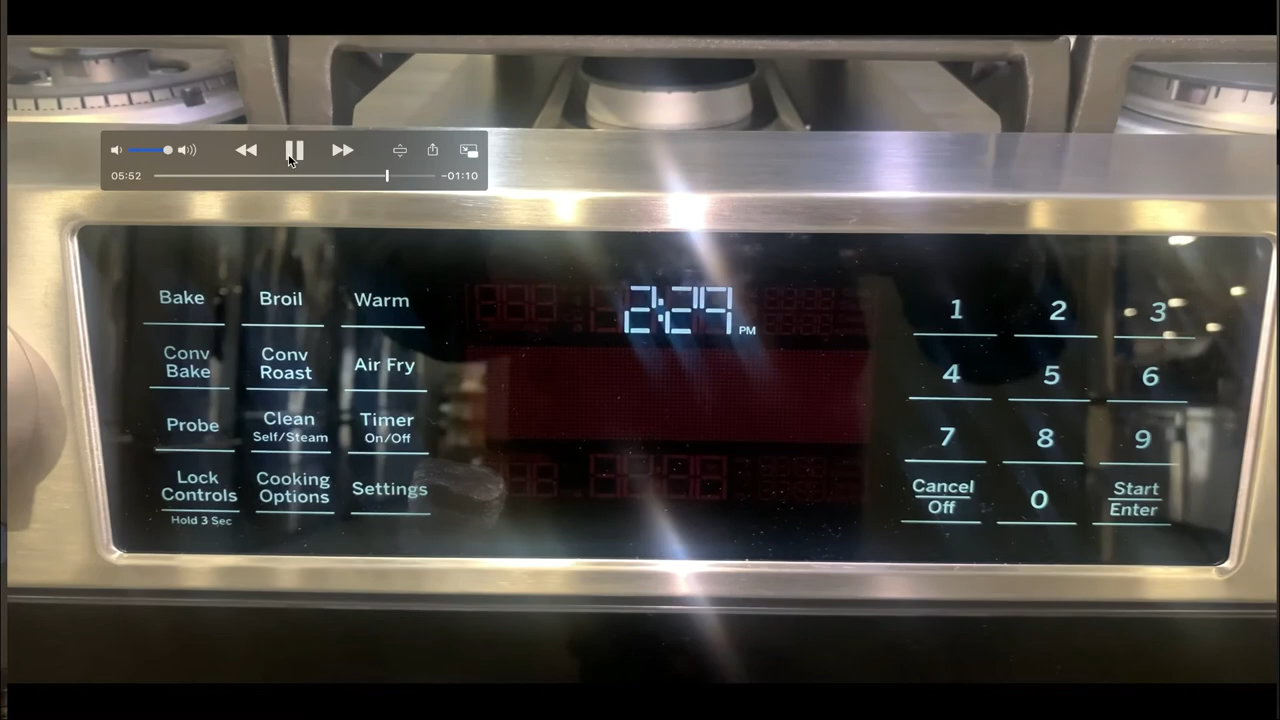 05:52 -01:10
Bake Broil Warm
2:29 PM
1 2 3
Conv Bake
Conv Roast
Air Fry
4 5 6
Probe
Clean
Self/Steam
Timer
On/Off
7 8 9
Lock Controls
Hold 3 Sec
Cooking Options
Settings
Cancel
Off
0
Start
Enter